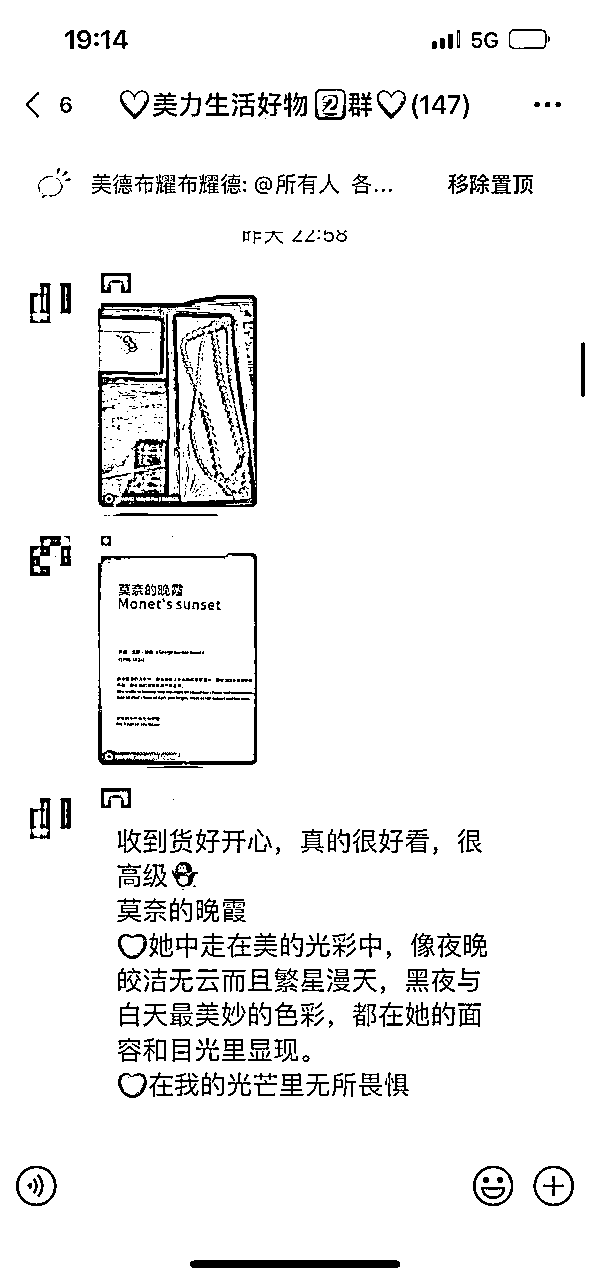 19:14
5G
6
♡美力生活好物2群♡(147)
美德布耀布耀德: @所有人 各...
移除置顶
昨天 22:58
莫奈的晚霞
Monet's sunset
收到货好开心，真的很好看，很
高级🐧
莫奈的晚霞
♡她中走在美的光彩中，像夜晚
皎洁无云而且繁星漫天，黑夜与
白天最美妙的色彩，都在她的面
容和目光里显现。
♡在我的光芒里无所畏惧